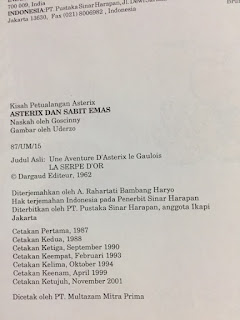 700 009, India
INDONESIA:PT. Pustaka Sinar Harapan, Jl. Dewi
Jakarta 13630, Fax (021) 8006982 , Indonesia
Kisah Petualangan Asterix
ASTERIX DAN SABIT EMAS
Naskah oleh Goscinny
Gambar oleh Uderzo
87/UM/15
Judul Asli: Une Aventure D'Asterix le Gaulois
LA SERPE D'OR
© Dargaud Editeur, 1962
Diterjemahkan oleh A. Rahartati Bambang Haryo
Hak terjemahan Indonesia pada Penerbit Sinar Harapan
Diterbitkan oleh PT. Pustaka Sinar Harapan, anggota Ikapi
Jakarta
Cetakan Pertama, 1987
Cetakan Kedua, 1988
Cetakan Ketiga, September 1990
Cetakan Keempat, Februari 1993
Cetakan Kelima, Oktober 1994
Cetakan Keenam, April 1999
Cetakan Ketujuh, November 2001
Dicetak oleh PT. Multazam Mitra Prima